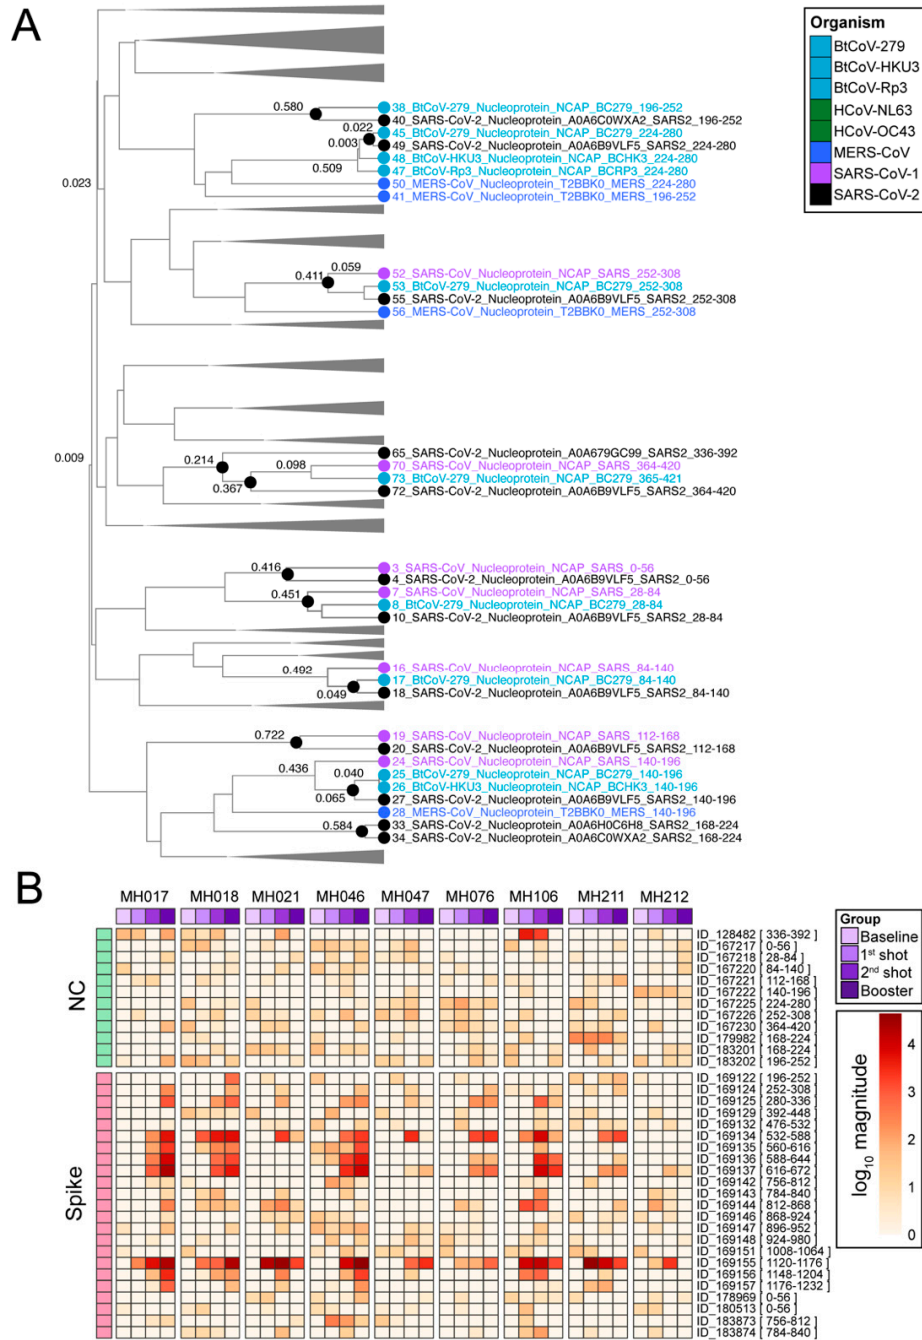 A
Organism
BtCoV-279
BtCoV-HKU3
BtCoV-Rp3
HCoV-NL63
HCoV-OC43
MERS-CoV
SARS-CoV-1
SARS-CoV-2
0.580
38_BtCoV-279_Nucleoprotein_NCAP_BC279_196-252
40_SARS-CoV-2_Nucleoprotein_A0A6C0WXA2_SARS2_196-252
0.022
45_BtCoV-279_Nucleoprotein_NCAP_BC279_224-280
0.003
49_SARS-CoV-2_Nucleoprotein_A0A6B9VLF5_SARS2_224-280
48_BtCoV-HKU3_Nucleoprotein_NCAP_BCHK3_224-280
0.509
47_BtCoV-Rp3_Nucleoprotein_NCAP_BCRP3_224-280
0.023
50_MERS-CoV_Nucleoprotein_T2BBK0_MERS_224-280
41_MERS-CoV_Nucleoprotein_T2BBK0_MERS_196-252
0.059
0.411
52_SARS-CoV_Nucleoprotein_NCAP_SARS_252-308
53_BtCoV-279_Nucleoprotein_NCAP_BC279_252-308
55_SARS-CoV-2_Nucleoprotein_A0A6B9VLF5_SARS2_252-308
56_MERS-CoV_Nucleoprotein_T2BBK0_MERS_252-308
0.009
0.214
65_SARS-CoV-2_Nucleoprotein_A0A679GC99_SARS2_336-392
0.098
70_SARS-CoV_Nucleoprotein_NCAP_SARS_364-420
73_BtCoV-279_Nucleoprotein_NCAP_BC279_365-421
0.367
72_SARS-CoV-2_Nucleoprotein_A0A6B9VLF5_SARS2_364-420
0.416
3_SARS-CoV_Nucleoprotein_NCAP_SARS_0-56
4_SARS-CoV-2_Nucleoprotein_A0A6B9VLF5_SARS2_0-56
0.451
7_SARS-CoV_Nucleoprotein_NCAP_SARS_28-84
8_BtCoV-279_Nucleoprotein_NCAP_BC279_28-84
10_SARS-CoV-2_Nucleoprotein_A0A6B9VLF5_SARS2_28-84
0.492
16_SARS-CoV_Nucleoprotein_NCAP_SARS_84-140
17_BtCoV-279_Nucleoprotein_NCAP_BC279_84-140
0.049
18_SARS-CoV-2_Nucleoprotein_A0A6B9VLF5_SARS2_84-140
0.722
19_SARS-CoV_Nucleoprotein_NCAP_SARS_112-168
20_SARS-CoV-2_Nucleoprotein_A0A6B9VLF5_SARS2_112-168
0.436
24_SARS-CoV_Nucleoprotein_NCAP_SARS_140-196
0.040
25_BtCoV-279_Nucleoprotein_NCAP_BC279_140-196
26_BtCoV-HKU3_Nucleoprotein_NCAP_BCHK3_140-196
0.065
27_SARS-CoV-2_Nucleoprotein_A0A6B9VLF5_SARS2_140-196
28_MERS-CoV_Nucleoprotein_T2BBK0_MERS_140-196
0.584
33_SARS-CoV-2_Nucleoprotein_A0A6H0C6H8_SARS2_168-224
34_SARS-CoV-2_Nucleoprotein_A0A6C0WXA2_SARS2_168-224
B
MH017 MH018 MH021 MH046 MH047 MH076 MH106 MH211 MH212
NC
ID_128482 [ 336-392 ]
ID_167217 [ 0-56 ]
ID_167218 [ 28-84 ]
ID_167220 [ 84-140 ]
ID_167221 [ 112-168 ]
ID_167222 [ 140-196 ]
ID_167225 [ 224-280 ]
ID_167226 [ 252-308 ]
ID_167230 [ 364-420 ]
ID_179982 [ 168-224 ]
ID_183201 [ 168-224 ]
ID_183202 [ 196-252 ]
Spike
ID_169122 [ 196-252 ]
ID_169124 [ 252-308 ]
ID_169125 [ 280-336 ]
ID_169129 [ 392-448 ]
ID_169132 [ 476-532 ]
ID_169134 [ 532-588 ]
ID_169135 [ 560-616 ]
ID_169136 [ 588-644 ]
ID_169137 [ 616-672 ]
ID_169142 [ 756-812 ]
ID_169143 [ 784-840 ]
ID_169144 [ 812-868 ]
ID_169146 [ 868-924 ]
ID_169147 [ 896-952 ]
ID_169148 [ 924-980 ]
ID_169151 [ 1008-1064 ]
ID_169155 [ 1120-1176 ]
ID_169156 [ 1148-1204 ]
ID_169157 [ 1176-1232 ]
ID_178969 [ 0-56 ]
ID_180513 [ 0-56 ]
ID_183873 [ 756-812 ]
ID_183874 [ 784-840 ]
Group
Baseline
1st shot
2nd shot
Booster
log10 magnitude
4
3
2
1
0